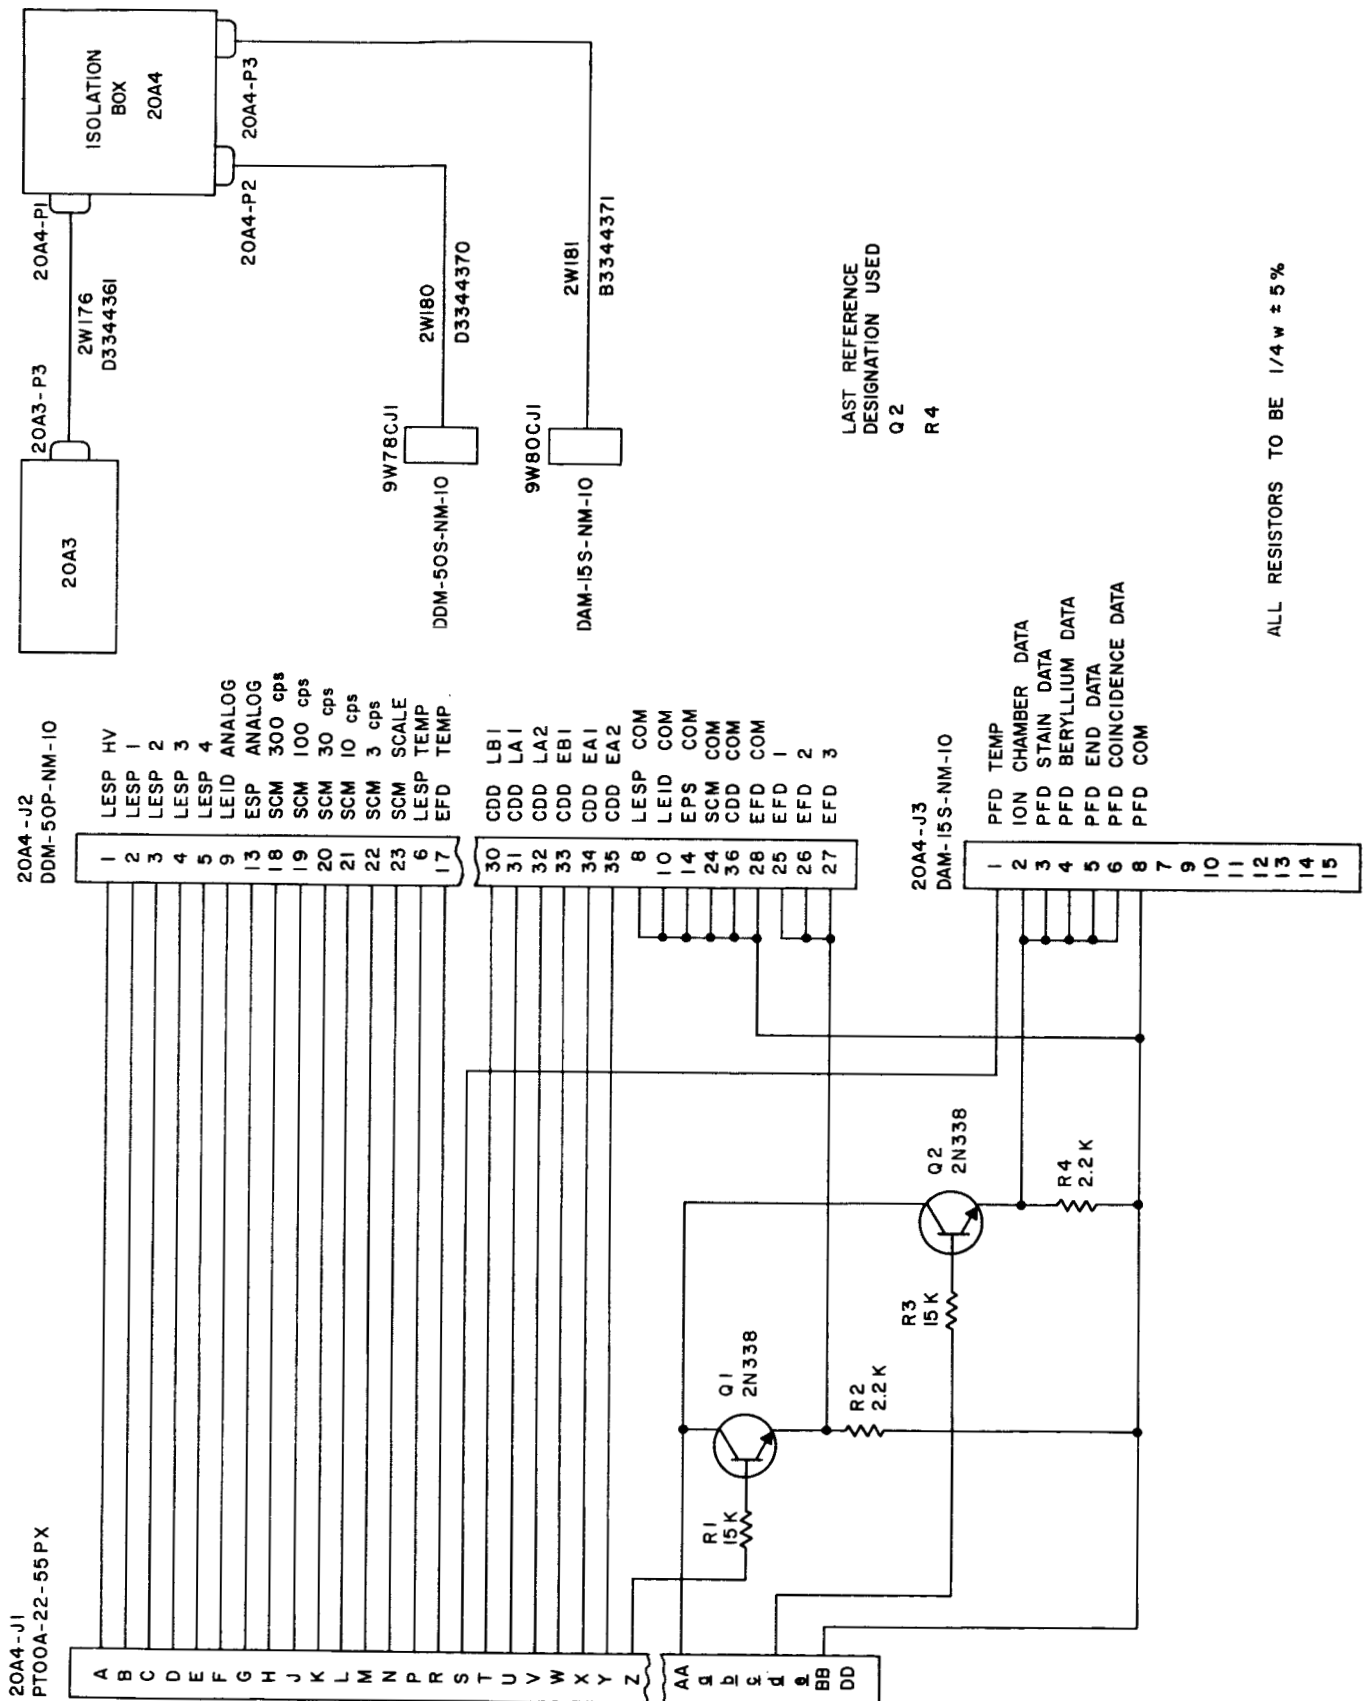 20A4-J1
PT00A-22-55PX
A
B
C
D
E
F
G
H
J
K
L
M
N
P
R
S
T
U
V
W
X
Y
Z
AA
a
b
c
d
e
BB
DD
20A4-J2
DDM-50P-NM-10
1 LESP HV
2 LESP 1
3 LESP 2
4 LESP 3
5 LESP 4
9 LEID ANALOG
13 ESP ANALOG
18 SCM 300 cps
19 SCM 100 cps
20 SCM 30 cps
21 SCM 10 cps
22 SCM 3 cps
23 SCM SCALE
6 LESP TEMP
17 EFD TEMP
30 CDD LB1
31 CDD LA1
32 CDD LA2
33 CDD EB1
34 CDD EA1
35 CDD EA2
8 LESP COM
10 LEID COM
14 EPS COM
24 SCM COM
36 CDD COM
28 EFD COM
25 EFD 1
26 EFD 2
27 EFD 3
20A4-J3
DAM-15S-NM-10
1 PFD TEMP
2 ION CHAMBER DATA
3 PFD STAIN DATA
4 PFD BERYLLIUM DATA
5 PFD END DATA
6 PFD COINCIDENCE DATA
8 PFD COM
7
9
10
11
12
13
14
15
R1
15K
Q1
2N338
R2
2.2K
R3
15K
Q2
2N338
R4
2.2K
20A3
20A3-P3
2W176
D3344361
20A4-P1
ISOLATION
BOX
20A4
20A4-P2
20A4-P3
9W78CJ1
DDM-50S-NM-10
2W180
D3344370
9W80CJ1
DAM-15S-NM-10
2W181
B3344371
LAST REFERENCE
DESIGNATION USED
Q2
R4
ALL RESISTORS TO BE 1/4 w ± 5%